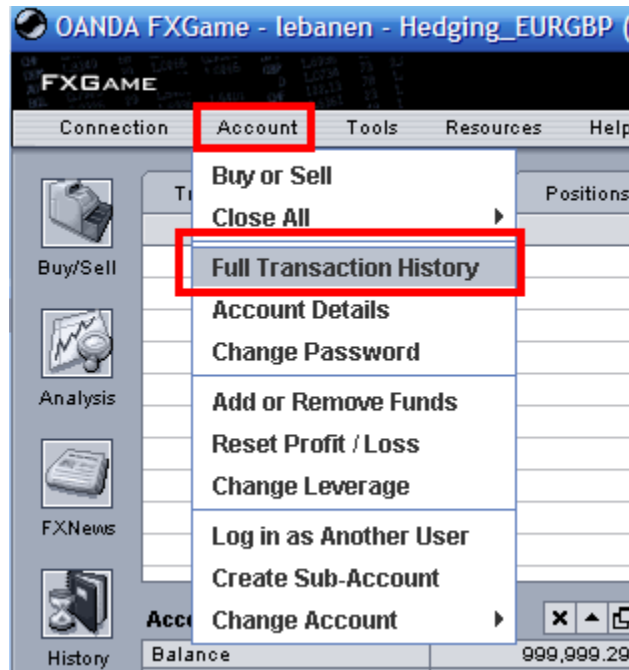 OANDA FXGame - lebanen - Hedging_EURGBP (
FXGAME
Connection Account Tools Resources Help
Buy or Sell
Positions
Close All
Buy/Sell
Full Transaction History
Account Details
Change Password
Analysis
Add or Remove Funds
Reset Profit / Loss
Change Leverage
FXNews
Log in as Another User
Create Sub-Account
Change Account
History
Balance 999,999.29